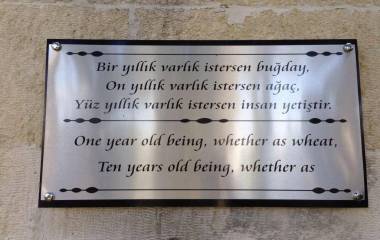 Bir yıllık varlık istersen buğday,
On yıllık varlık istersen ağaç,
Yüz yıllık varlık istersen insan yetiştir.
One year old being, whether as wheat,
Ten years old being, whether as